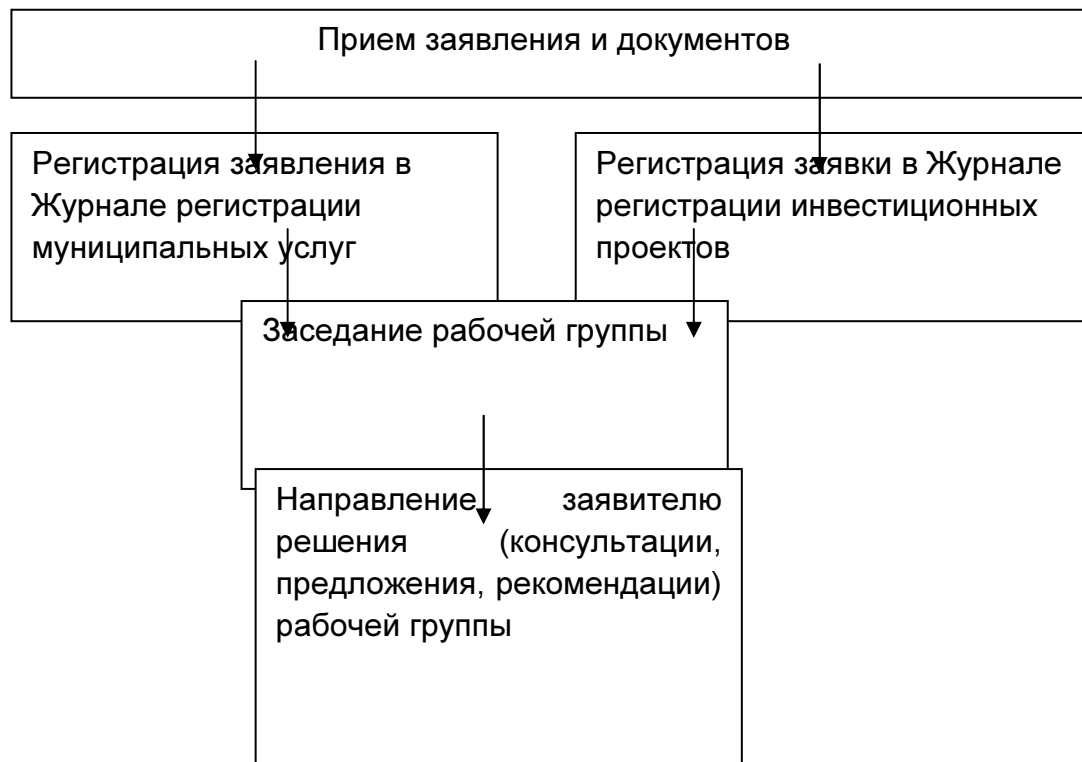 Прием заявления и документов
Регистрация заявления в
Журнале регистрации
муниципальных услуг
Регистрация заявки в Журнале
регистрации инвестиционных
проектов
Заседание рабочей группы
Направление заявителю
решения (консультации,
предложения, рекомендации)
рабочей группы